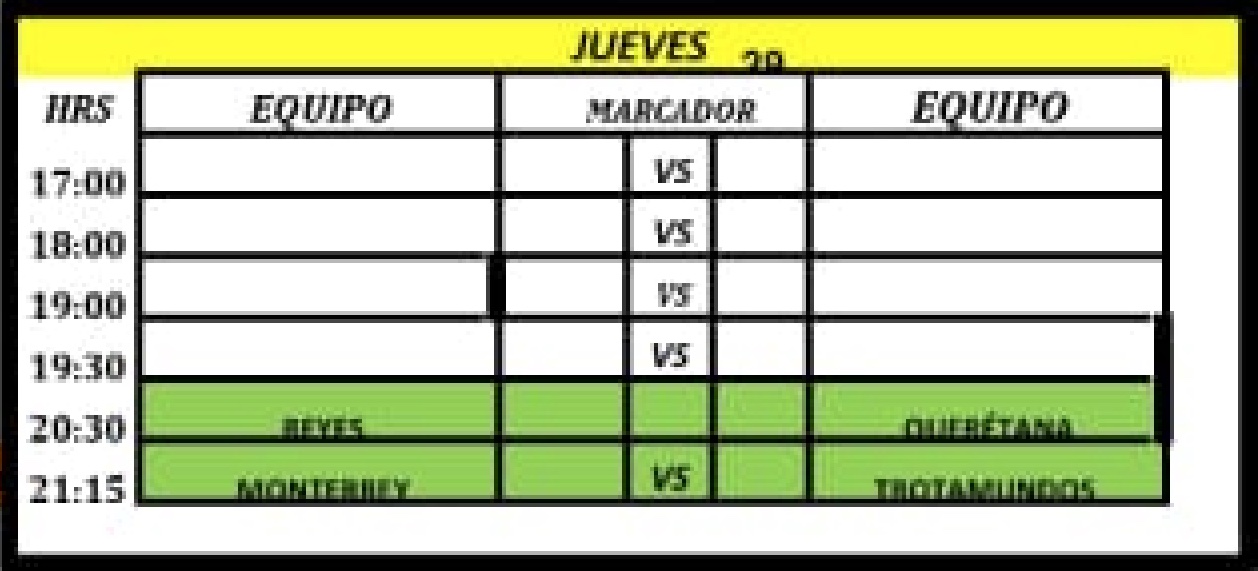 JUEVES 29
HRS EQUIPO MARCADOR EQUIPO
17:00 VS
18:00 VS
19:00 VS
19:30 VS
20:30 REYES QUERÉTANA
21:15 MONTERREY VS TROTAMUNDOS